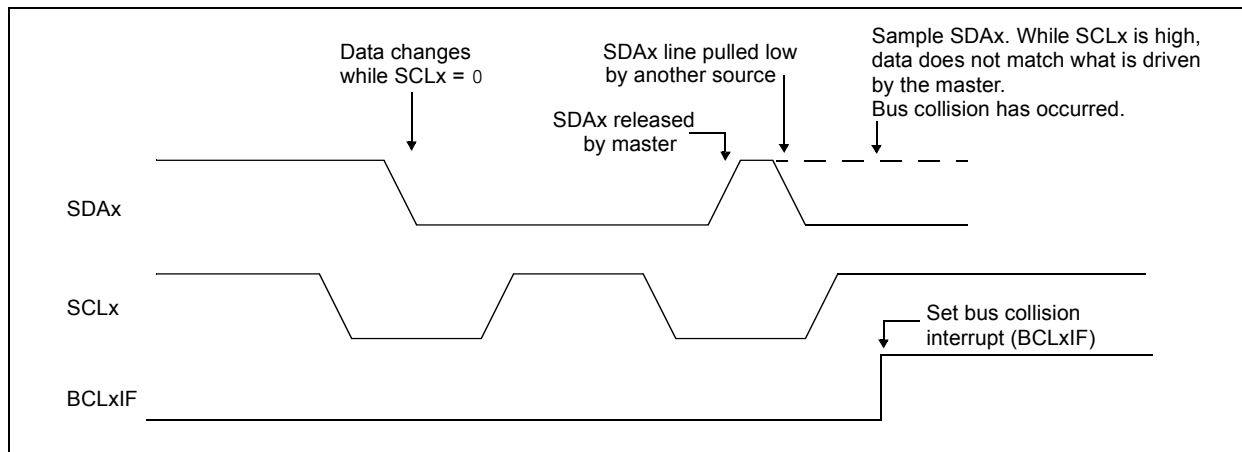 Data changes
while SCLx = 0
SDAx line pulled low
by another source
Sample SDAx. While SCLx is high,
data does not match what is driven
by the master.
Bus collision has occurred.
SDAx released
by master
SDAx
SCLx
Set bus collision
interrupt (BCLxIF)
BCLxIF